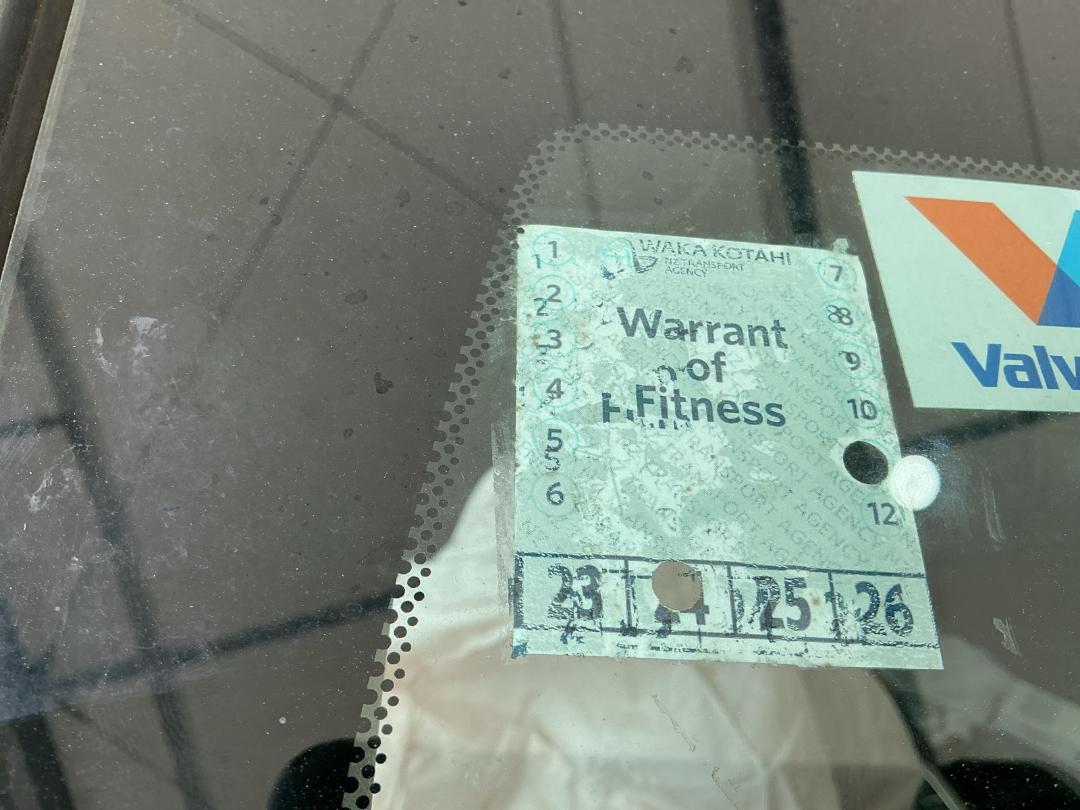 WAKA KOTAHI
NZ TRANSPORT
AGENCY
Warrant
of
Fitness
1
2
3
4
5
6
7
8
9
10
12
23
25
26
Valv